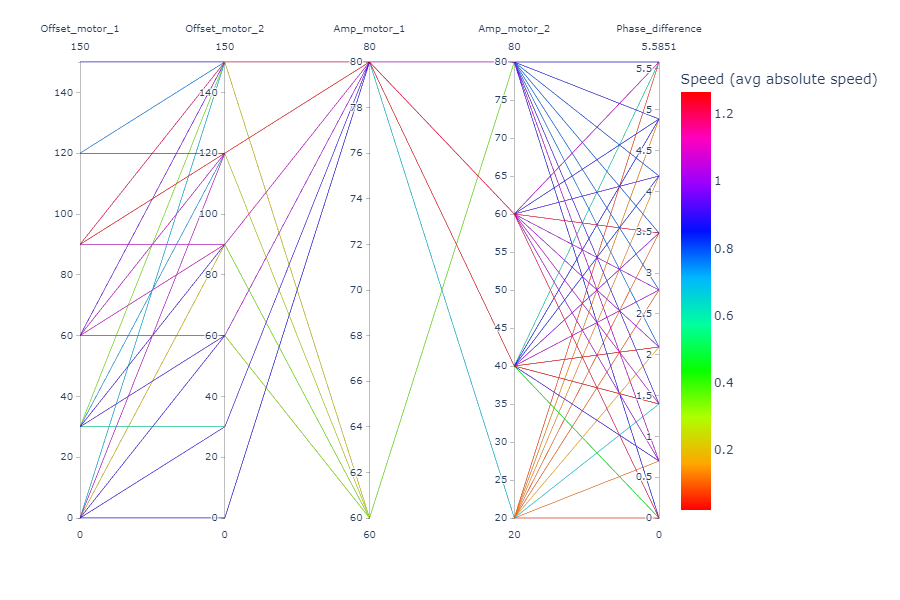 Offset_motor_1 Offset_motor_2 Amp_motor_1 Amp_motor_2 Phase_difference
150 150 80 80 5.5851
Speed (avg absolute speed)
0 20 40 60 80 100 120 140
0 20 40 60 80 100 120 140
60 62 64 66 68 70 72 74 76 78 80
20 25 30 35 40 45 50 55 60 65 70 75 80
0 0.5 1 1.5 2 2.5 3 3.5 4 4.5 5 5.5
0.2 0.4 0.6 0.8 1 1.2
0 0 60 20 0